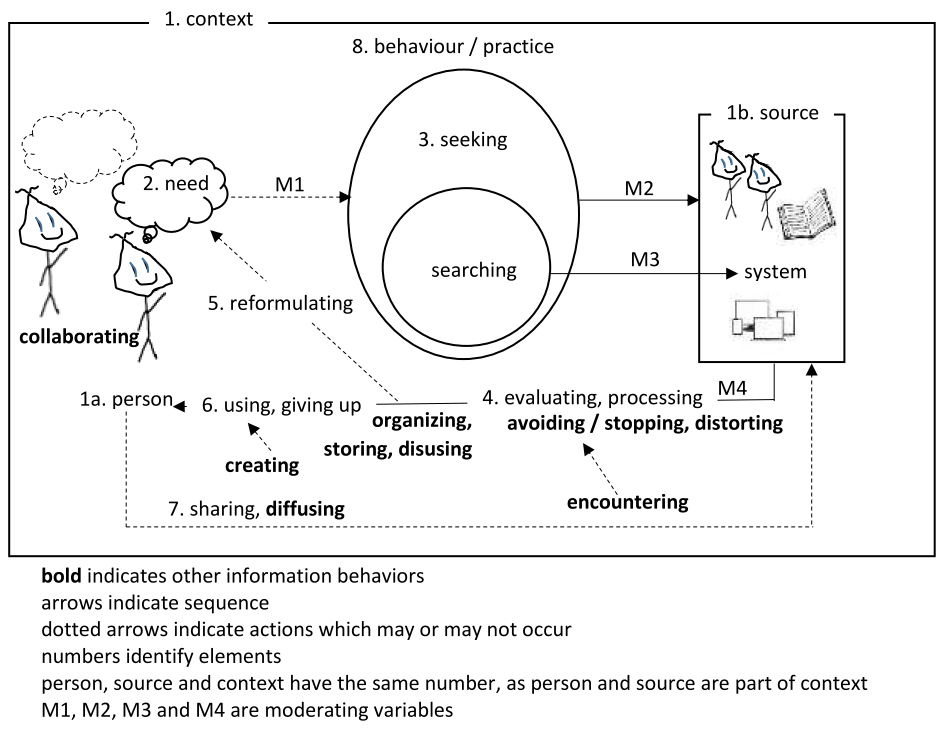 1. context
8. behaviour / practice
1b. source
3. seeking
2. need
M1
M2
searching
M3
system
5. reformulating
collaborating
1a. person
6. using, giving up
4. evaluating, processing
M4
organizing,
storing, disusing
avoiding / stopping, distorting
creating
encountering
7. sharing, diffusing
bold indicates other information behaviors
arrows indicate sequence
dotted arrows indicate actions which may or may not occur
numbers identify elements
person, source and context have the same number, as person and source are part of context
M1, M2, M3 and M4 are moderating variables